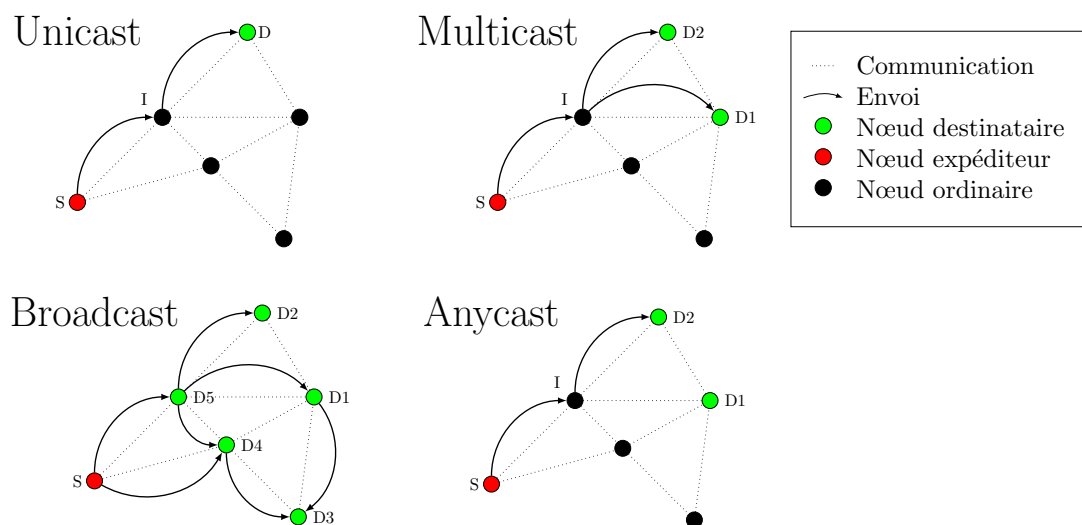 Unicast
D
I
S
Multicast
D2
I
D1
S
Communication
Envoi
Nœud destinataire
Nœud expéditeur
Nœud ordinaire
Broadcast
D2
D5
D1
D4
S
D3
Anycast
D2
I
D1
S